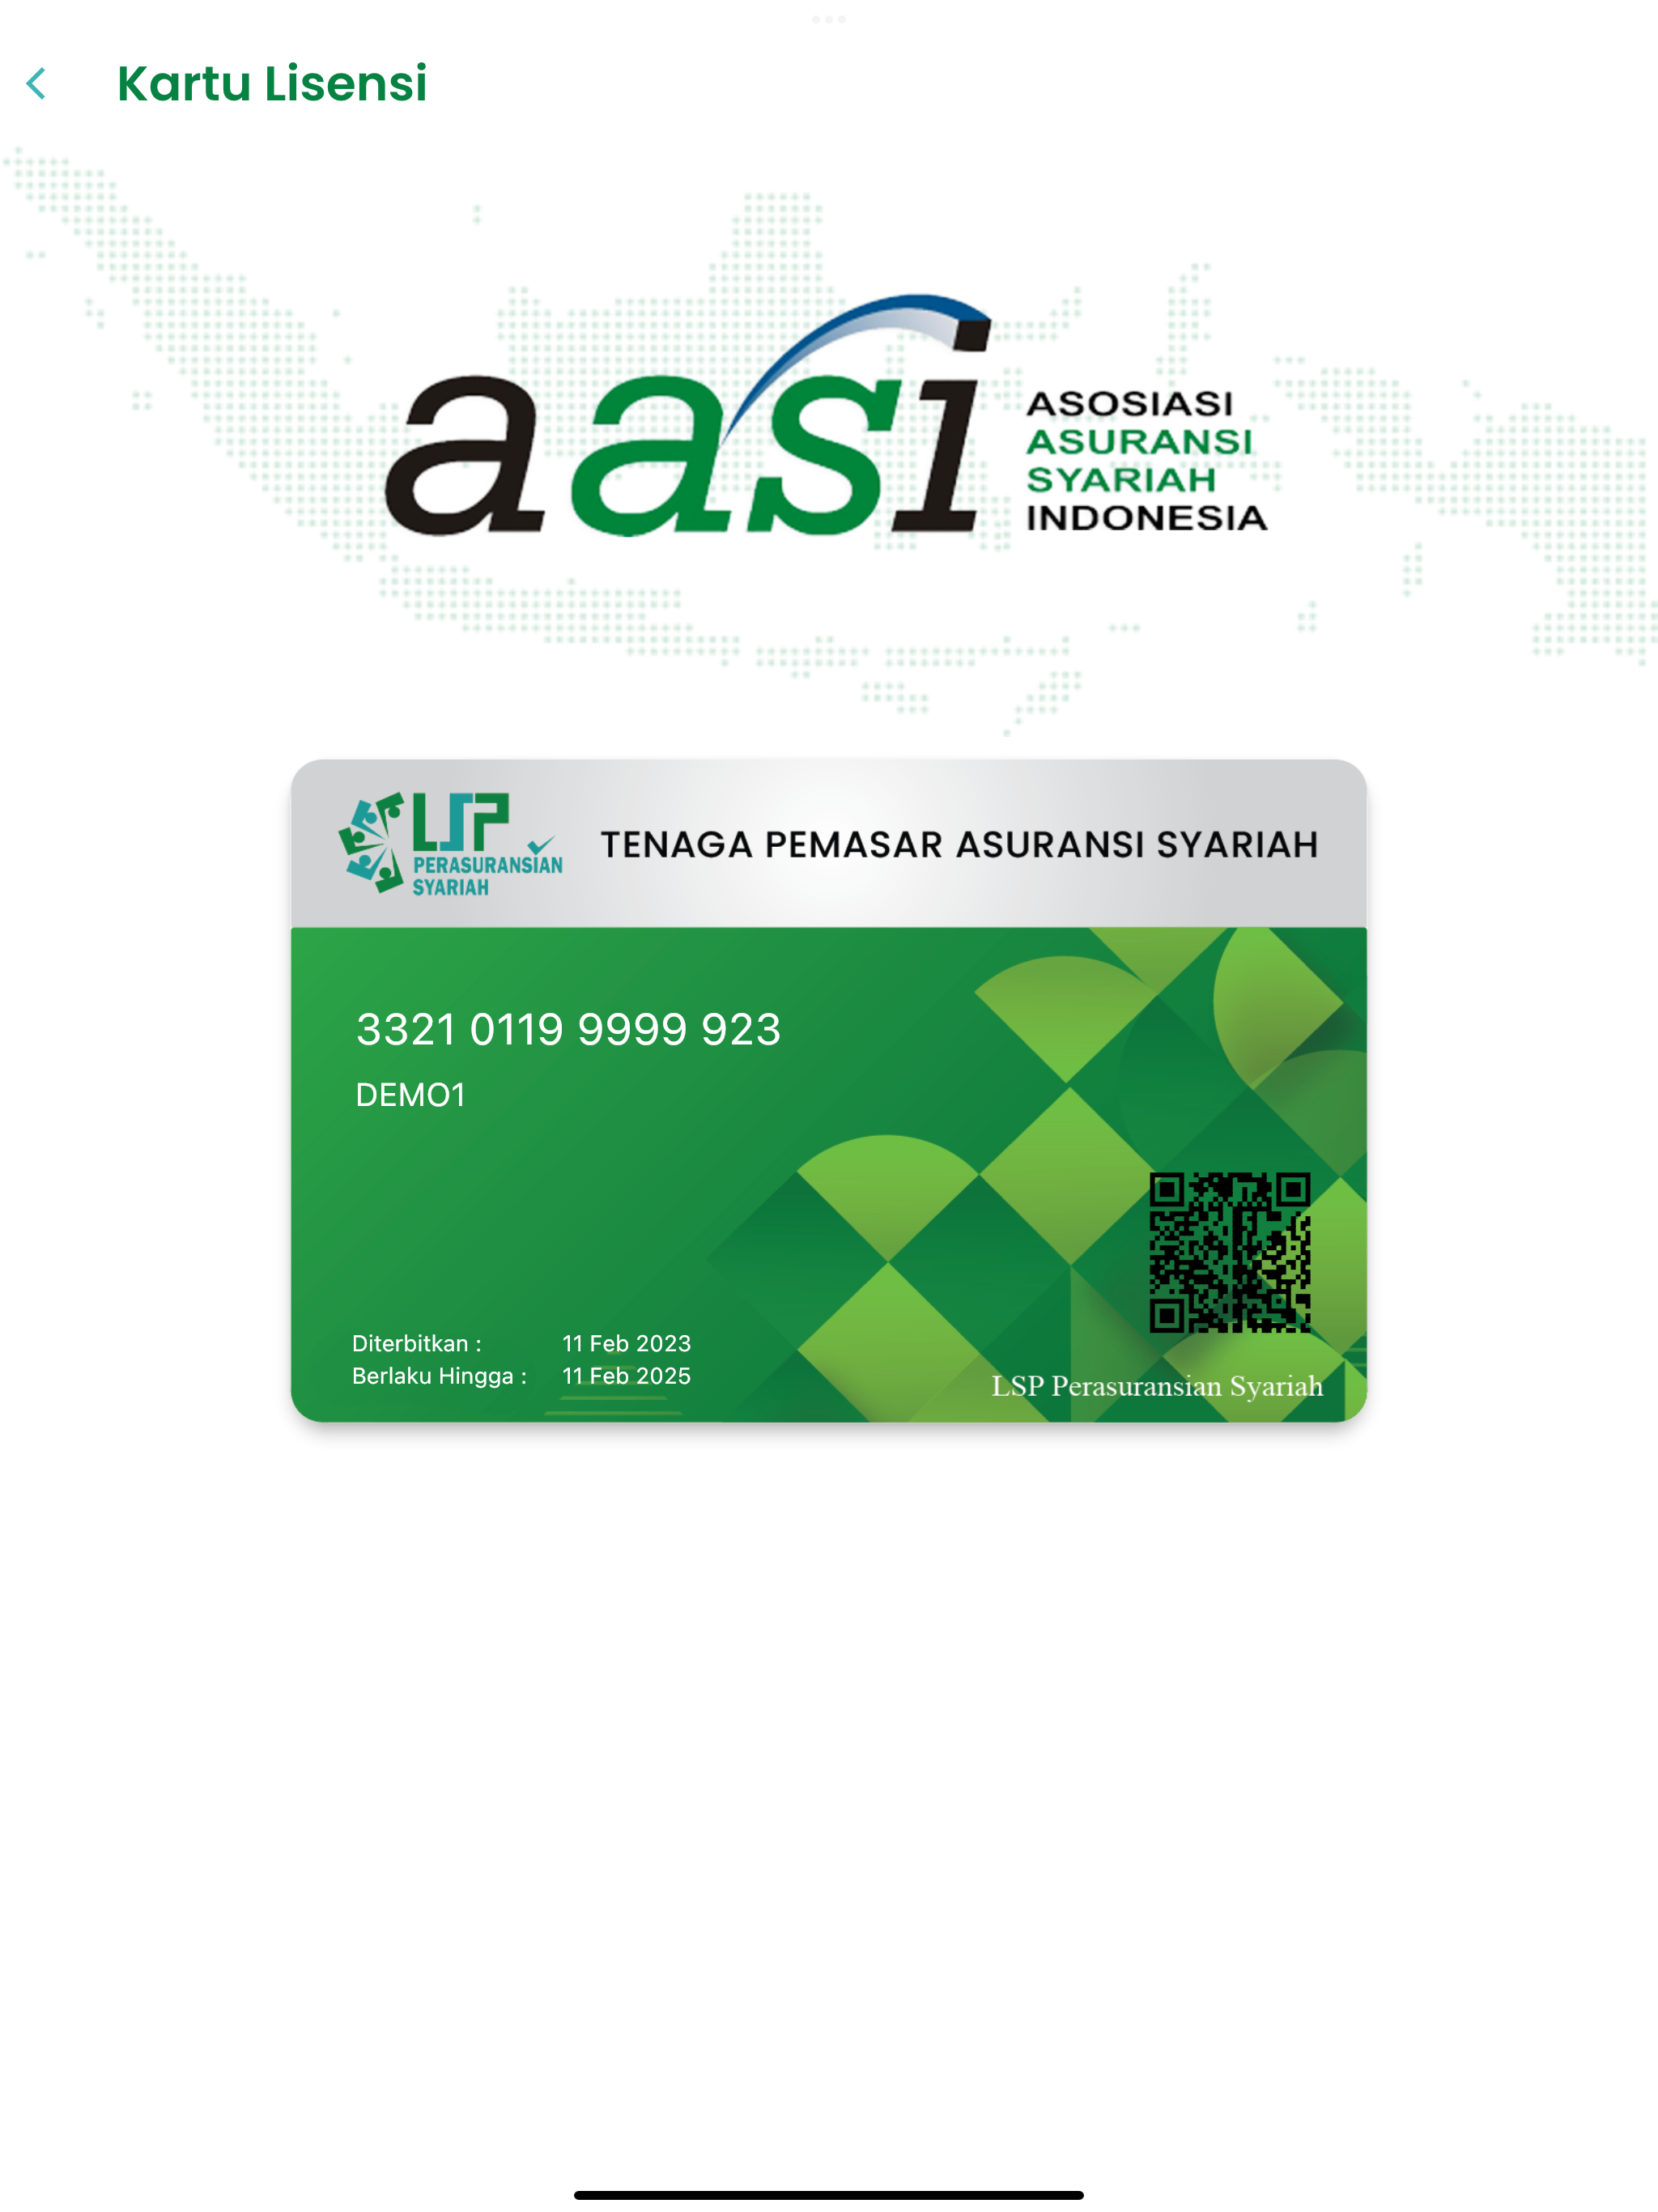 Kartu Lisensi
aasi
ASOSIASI
ASURANSI
SYARIAH
INDONESIA
LSP
PERASURANSIAN
SYARIAH
TENAGA PEMASAR ASURANSI SYARIAH
3321 0119 9999 923
DEMO1
Diterbitkan : 11 Feb 2023
Berlaku Hingga : 11 Feb 2025
LSP Perasuransian Syariah